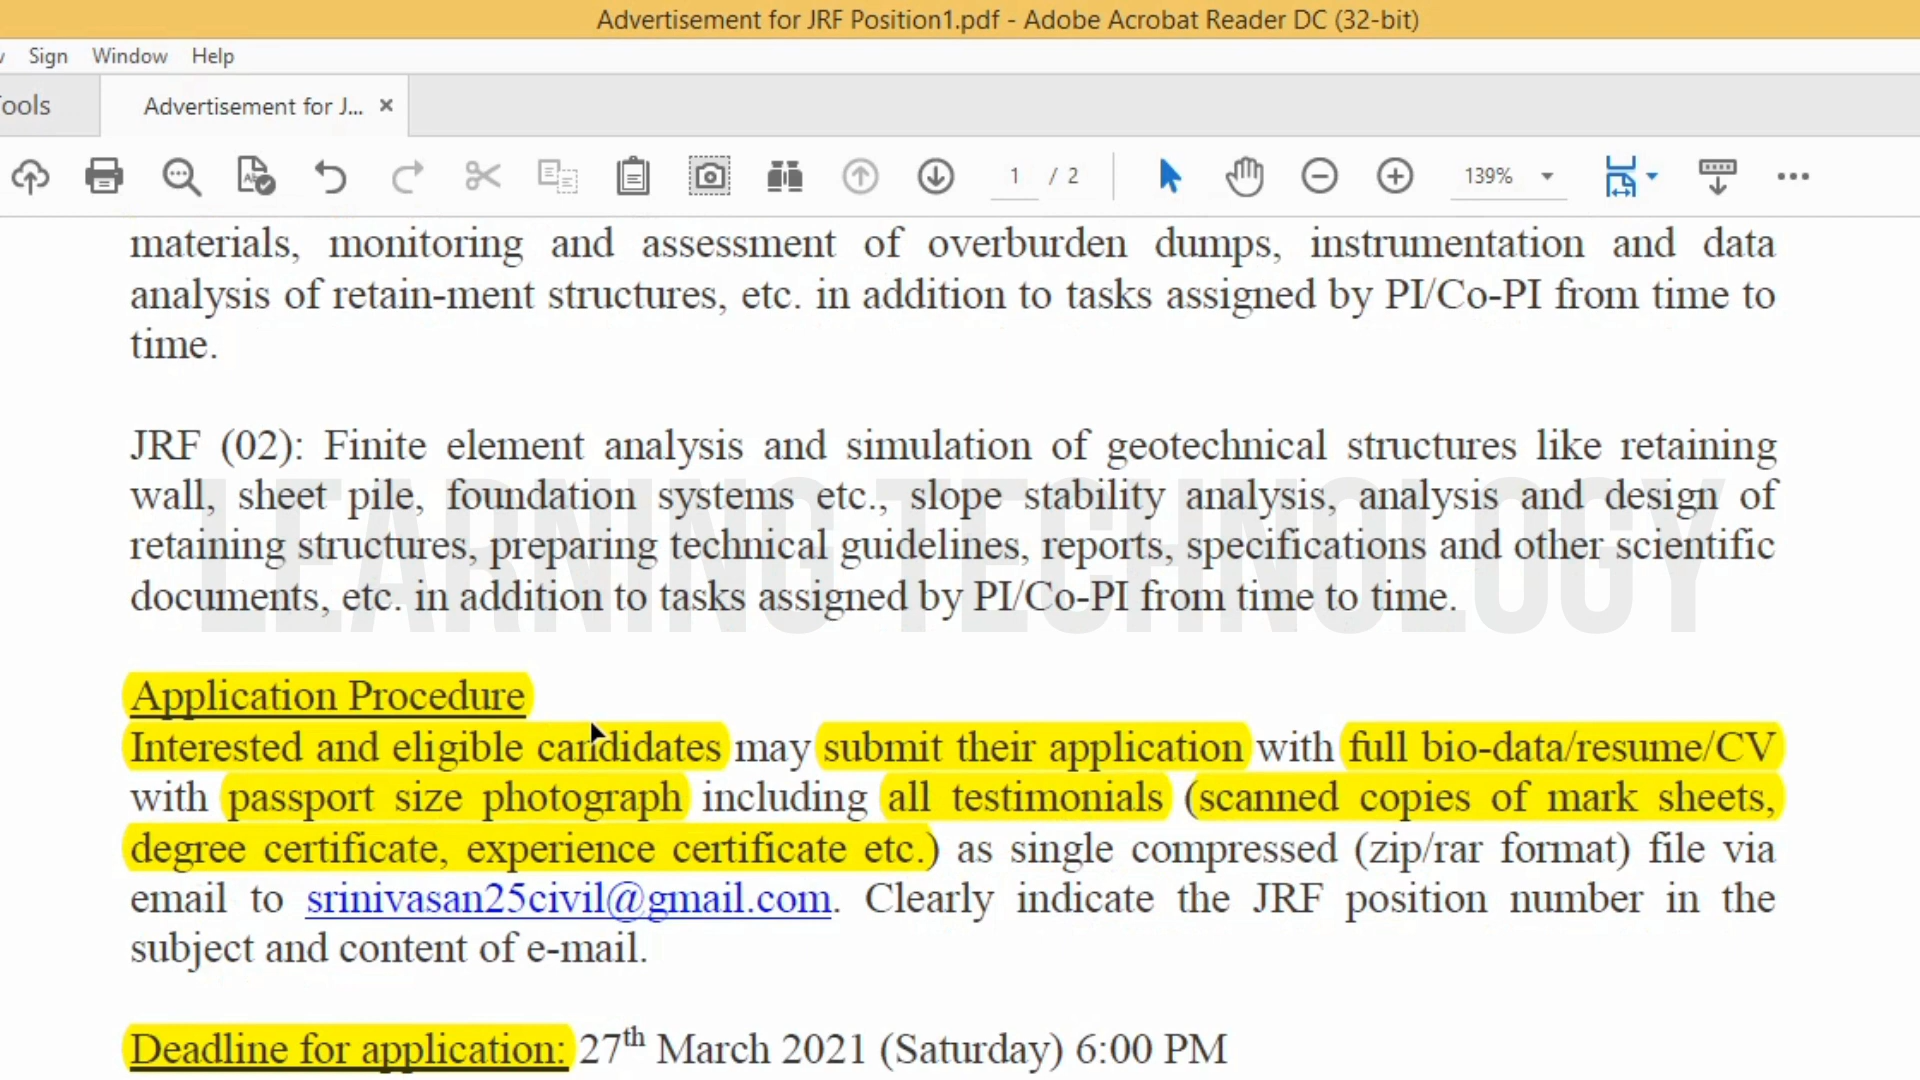 Advertisement for JRF Position1.pdf - Adobe Acrobat Reader DC (32-bit)
Sign Window Help
Tools Advertisement for J... ×
1 / 2 139%
materials, monitoring and assessment of overburden dumps, instrumentation and data
analysis of retain-ment structures, etc. in addition to tasks assigned by PI/Co-PI from time to
time.
JRF (02): Finite element analysis and simulation of geotechnical structures like retaining
wall, sheet pile, foundation systems etc., slope stability analysis, analysis and design of
retaining structures, preparing technical guidelines, reports, specifications and other scientific
documents, etc. in addition to tasks assigned by PI/Co-PI from time to time.
LEARNING TECHNOLOGY
Application Procedure
Interested and eligible candidates may submit their application with full bio-data/resume/CV
with passport size photograph including all testimonials (scanned copies of mark sheets,
degree certificate, experience certificate etc.) as single compressed (zip/rar format) file via
email to srinivasan25civil@gmail.com. Clearly indicate the JRF position number in the
subject and content of e-mail.
Deadline for application: 27th March 2021 (Saturday) 6:00 PM